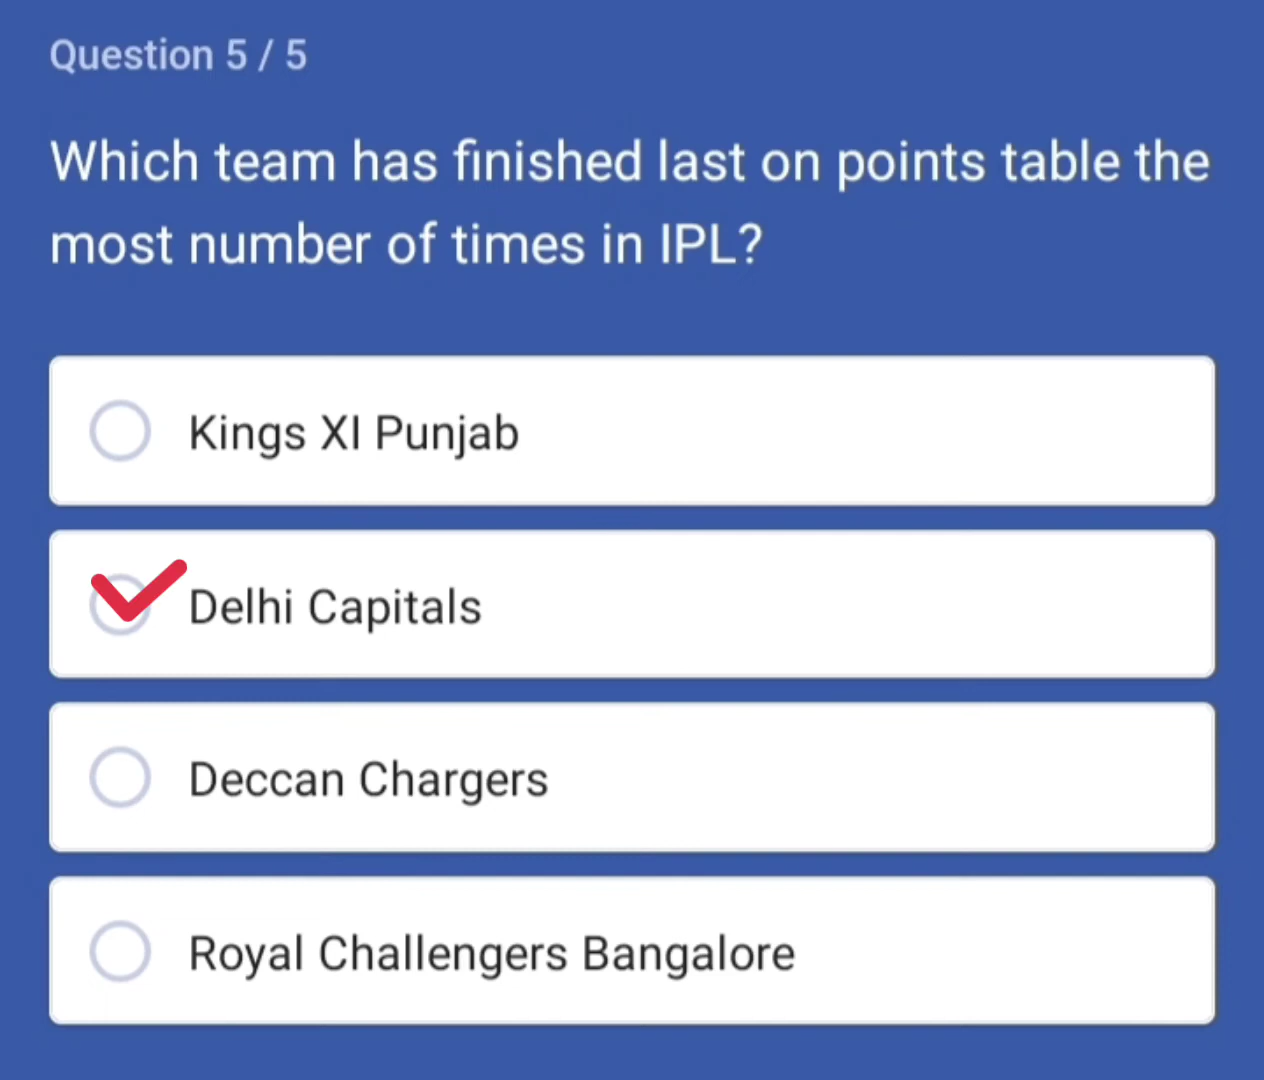 Question 5 / 5
Which team has finished last on points table the
most number of times in IPL?
Kings XI Punjab
Delhi Capitals
Deccan Chargers
Royal Challengers Bangalore